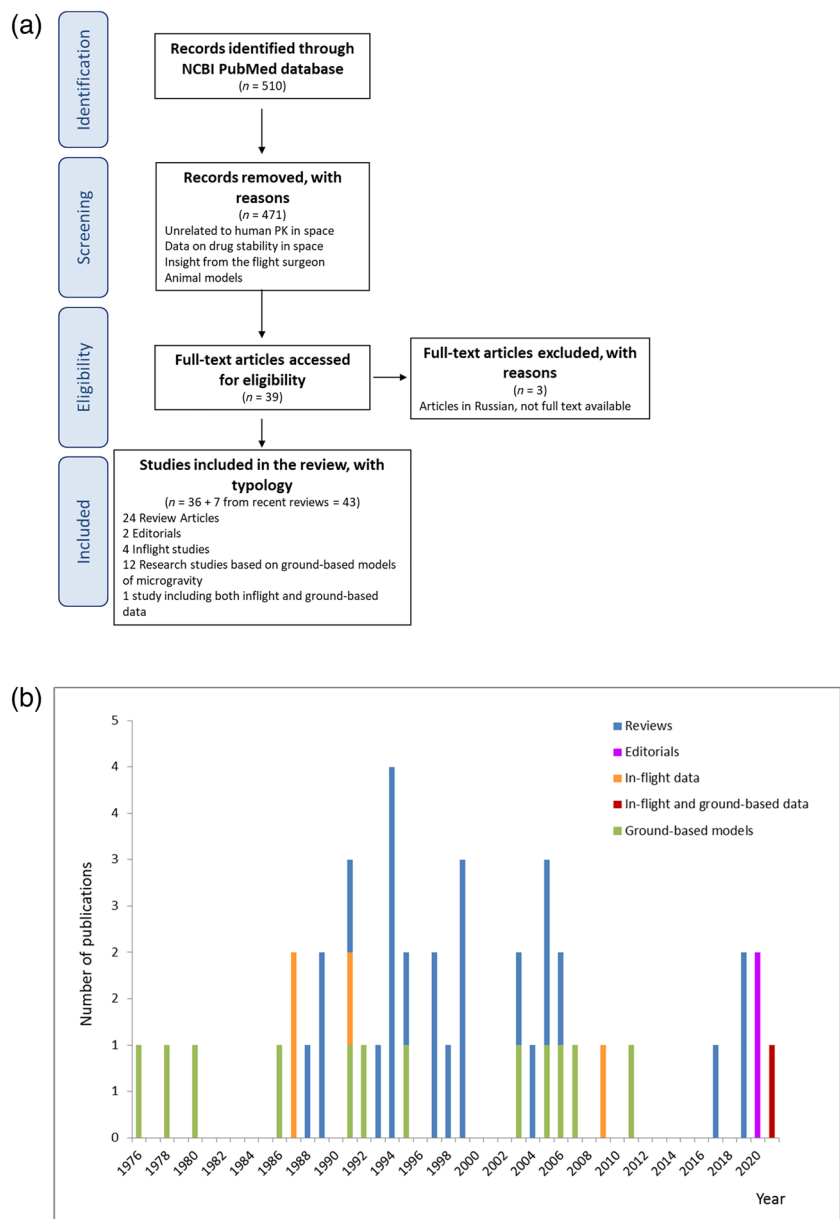 (a)
Identification
Records identified through
NCBI PubMed database
(n = 510)
Screening
Records removed, with
reasons
(n = 471)
Unrelated to human PK in space
Data on drug stability in space
Insight from the flight surgeon
Animal models
Eligibility
Full-text articles accessed
for eligibility
(n = 39)
Full-text articles excluded, with
reasons
(n = 3)
Articles in Russian, not full text available
Included
Studies included in the review, with
typology
(n = 36 + 7 from recent reviews = 43)
24 Review Articles
2 Editorials
4 Inflight studies
12 Research studies based on ground-based models
of microgravity
1 study including both inflight and ground-based
data
(b)
Number of publications
5
4
4
3
3
2
2
1
1
0
Reviews
Editorials
In-flight data
In-flight and ground-based data
Ground-based models
1976
1978
1980
1982
1984
1986
1988
1990
1992
1994
1996
1998
2000
2002
2004
2006
2008
2010
2012
2014
2016
2018
2020
Year